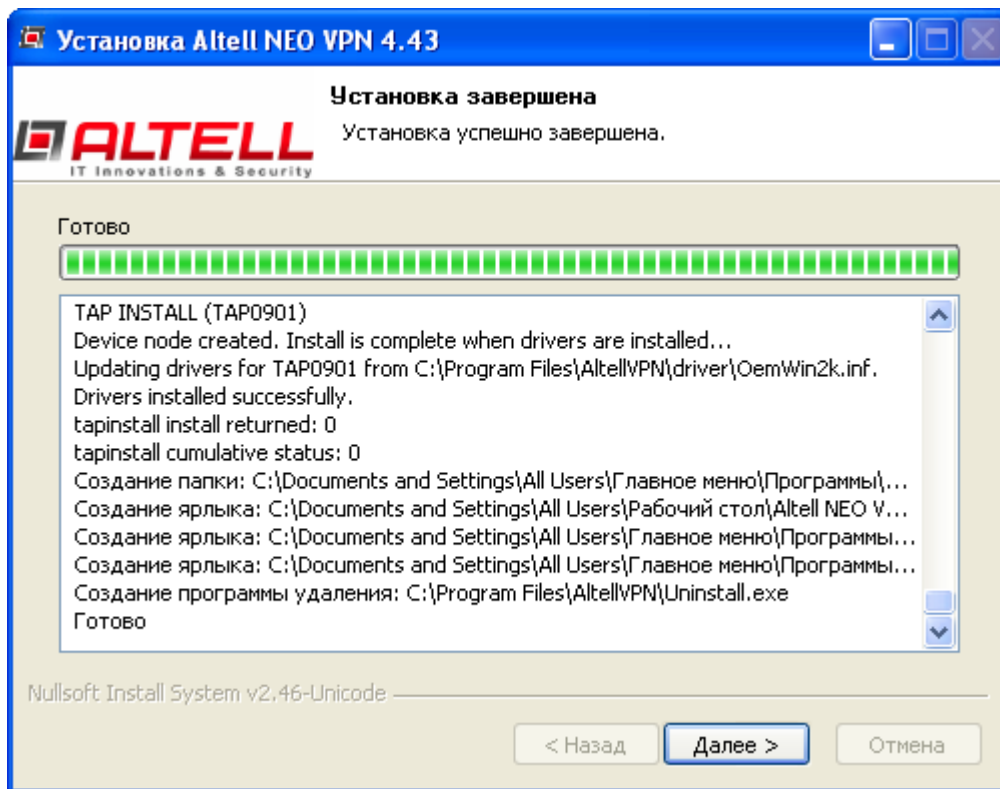 Установка Altell NEO VPN 4.43
Установка завершена
Установка успешно завершена.
ALTELL
IT Innovations & Security
Готово
TAP INSTALL (TAP0901)
Device node created. Install is complete when drivers are installed...
Updating drivers for TAP0901 from C:\Program Files\AltellVPN\driver\OemWin2k.inf.
Drivers installed successfully.
tapinstall install returned: 0
tapinstall cumulative status: 0
Создание папки: C:\Documents and Settings\All Users\Главное меню\Программы\...
Создание ярлыка: C:\Documents and Settings\All Users\Рабочий стол\Altell NEO V...
Создание ярлыка: C:\Documents and Settings\All Users\Главное меню\Программы...
Создание ярлыка: C:\Documents and Settings\All Users\Главное меню\Программы...
Создание программы удаления: C:\Program Files\AltellVPN\Uninstall.exe
Готово
Nullsoft Install System v2.46-Unicode
< Назад
Далее >
Отмена